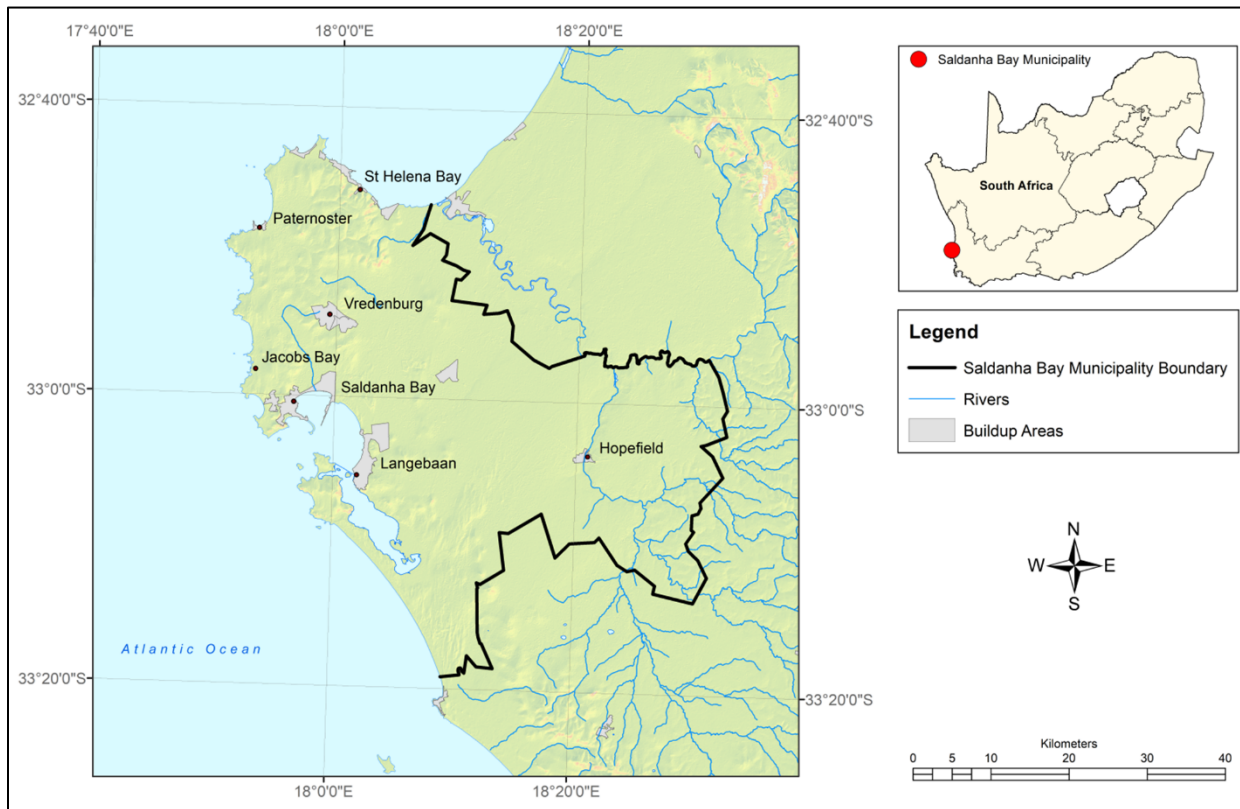 17°40'0"E
18°0'0"E
18°20'0"E
32°40'0"S
32°40'0"S
St Helena Bay
Paternoster
Vredenburg
Jacobs Bay
Saldanha Bay
33°0'0"S
33°0'0"S
Hopefield
Langebaan
Atlantic Ocean
33°20'0"S
33°20'0"S
18°0'0"E
18°20'0"E
Saldanha Bay Municipality
South Africa
Legend
Saldanha Bay Municipality Boundary
Rivers
Buildup Areas
N
W E
S
Kilometers
0 5 10 20 30 40